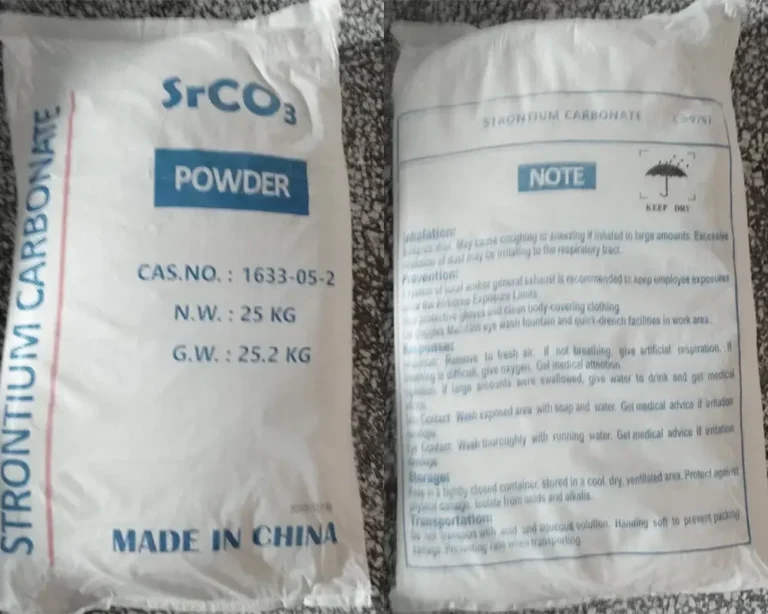 STRONTIUM CARBONATE
SrCO3
POWDER
CAS.NO. : 1633-05-2
N.W. : 25 KG
G.W. : 25.2 KG
MADE IN CHINA
STRONTIUM CARBONATE
NOTE
KEEP DRY
Inhalation:
May cause coughing or sneezing if inhaled in large amounts. Excessive
of dust may be irritating to the respiratory tract.
Prevention:
of local and/or general exhaust is recommended to keep employee exposures
the Airborne Exposure Limits.
protective gloves and clean body-covering clothing
Maintain eye wash fountain and quick-drench facilities in work area.
Response:
Remove to fresh air. If not breathing, give artificial respiration. If
is difficult, give oxygen. Get medical attention.
If large amounts were swallowed, give water to drink and get medical
Contact: Wash exposed area with soap and water. Get medical advice if irritation
Eye Contact: Wash thoroughly with running water. Get medical advice if irritation
Storage:
Keep in a tightly closed container, stored in a cool, dry, ventilated area. Protect against
physical damage. Isolate from acids and alkalis.
Transportation:
Do not transport with acid and aqueous solution. Handing soft to prevent packing
damage. Preventing rain when transporting.